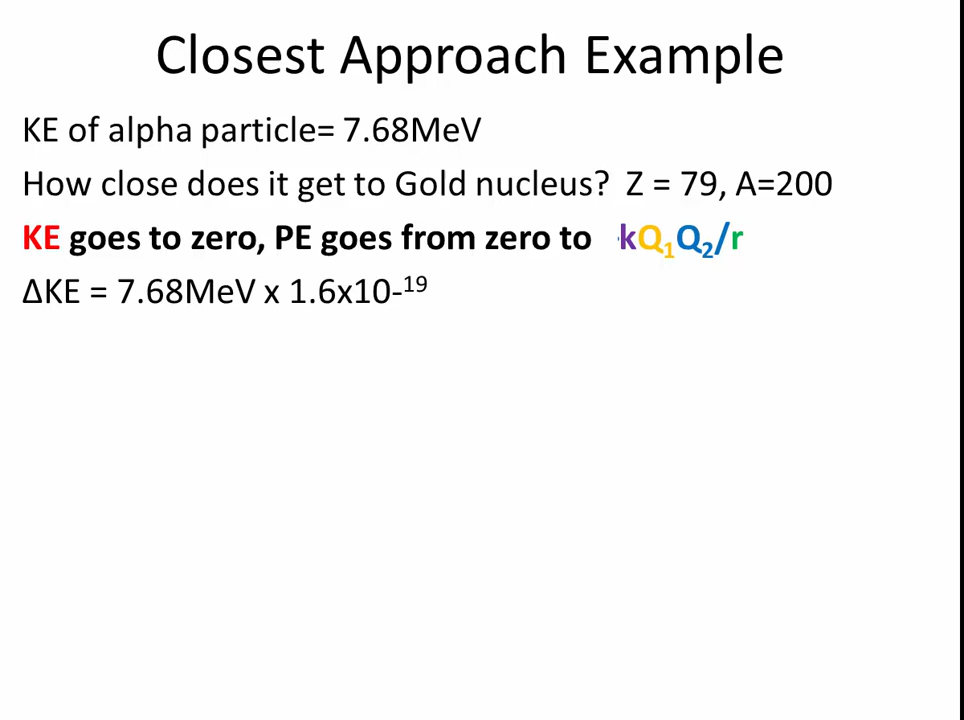 Closest Approach Example
KE of alpha particle= 7.68MeV
How close does it get to Gold nucleus?  Z = 79, A=200
KE goes to zero, PE goes from zero to kQ₁Q₂/r
ΔKE = 7.68MeV x 1.6x10-¹⁹